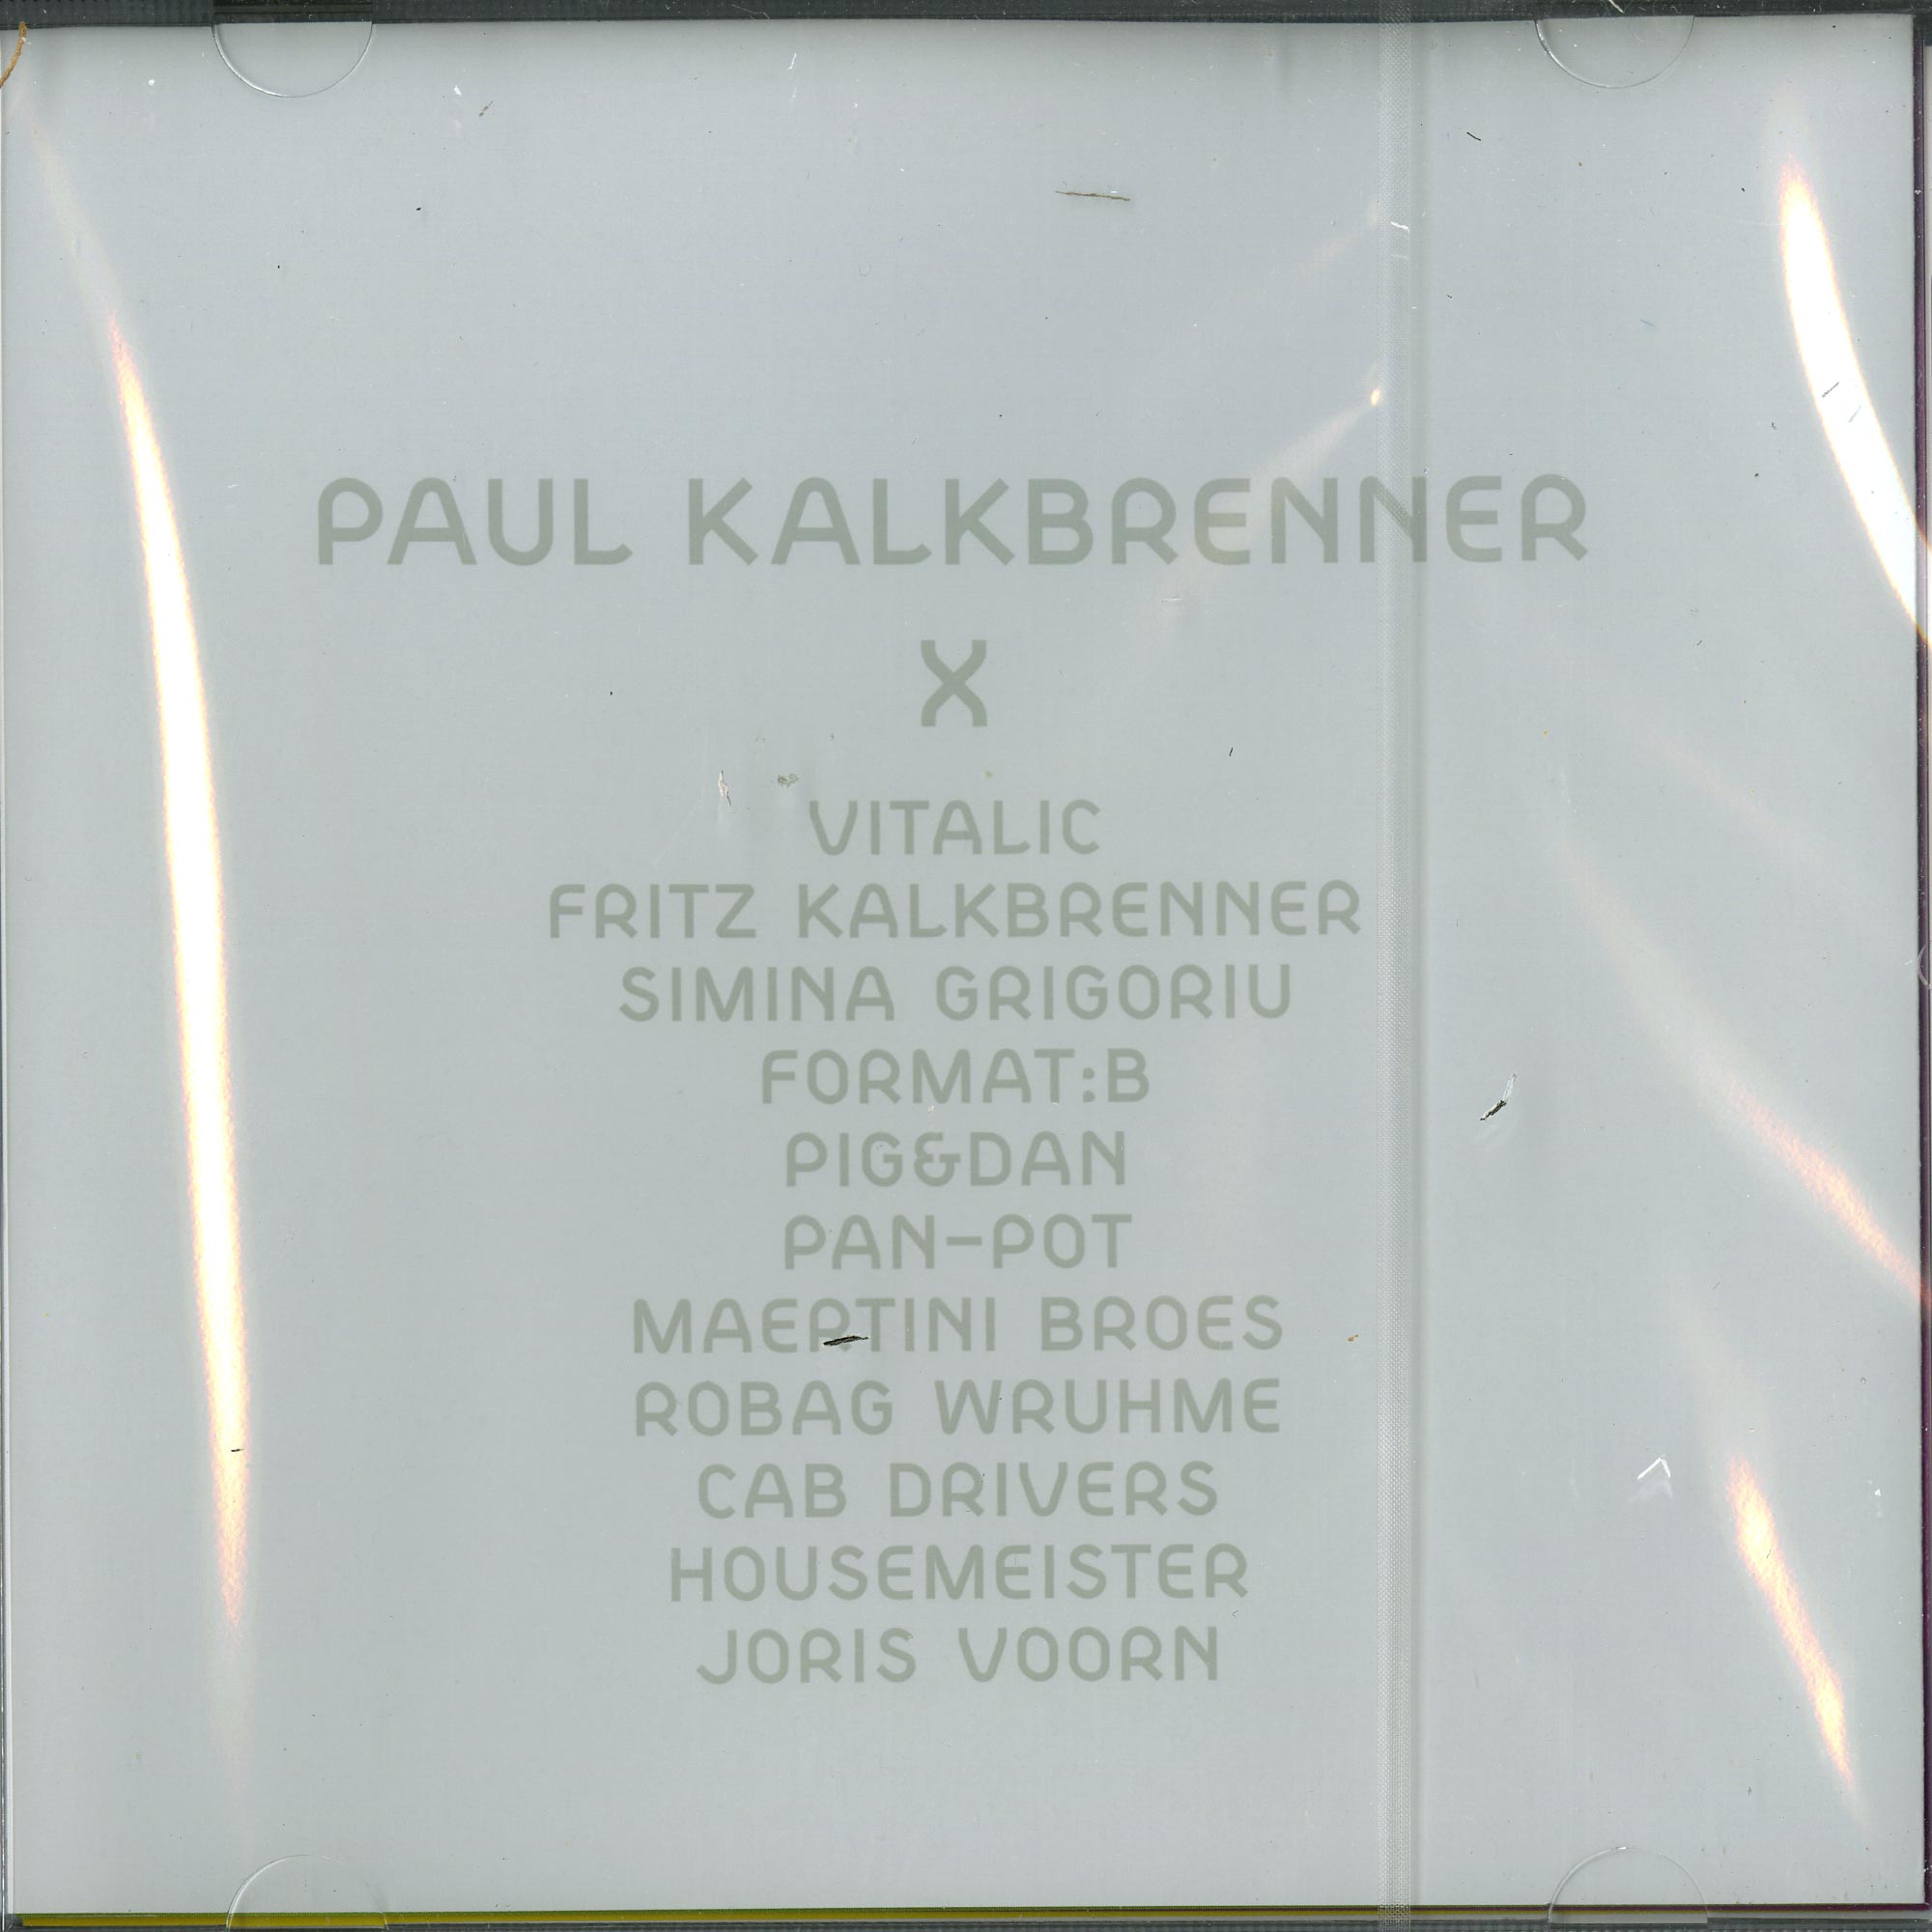 PAUL KALKBRENNER
X
VITALIC
FRITZ KALKBRENNER
SIMINA GRIGORIU
FORMAT:B
PIG&DAN
PAN-POT
MAERTINI BROES
ROBAG WRUHME
CAB DRIVERS
HOUSEMEISTER
JORIS VOORN